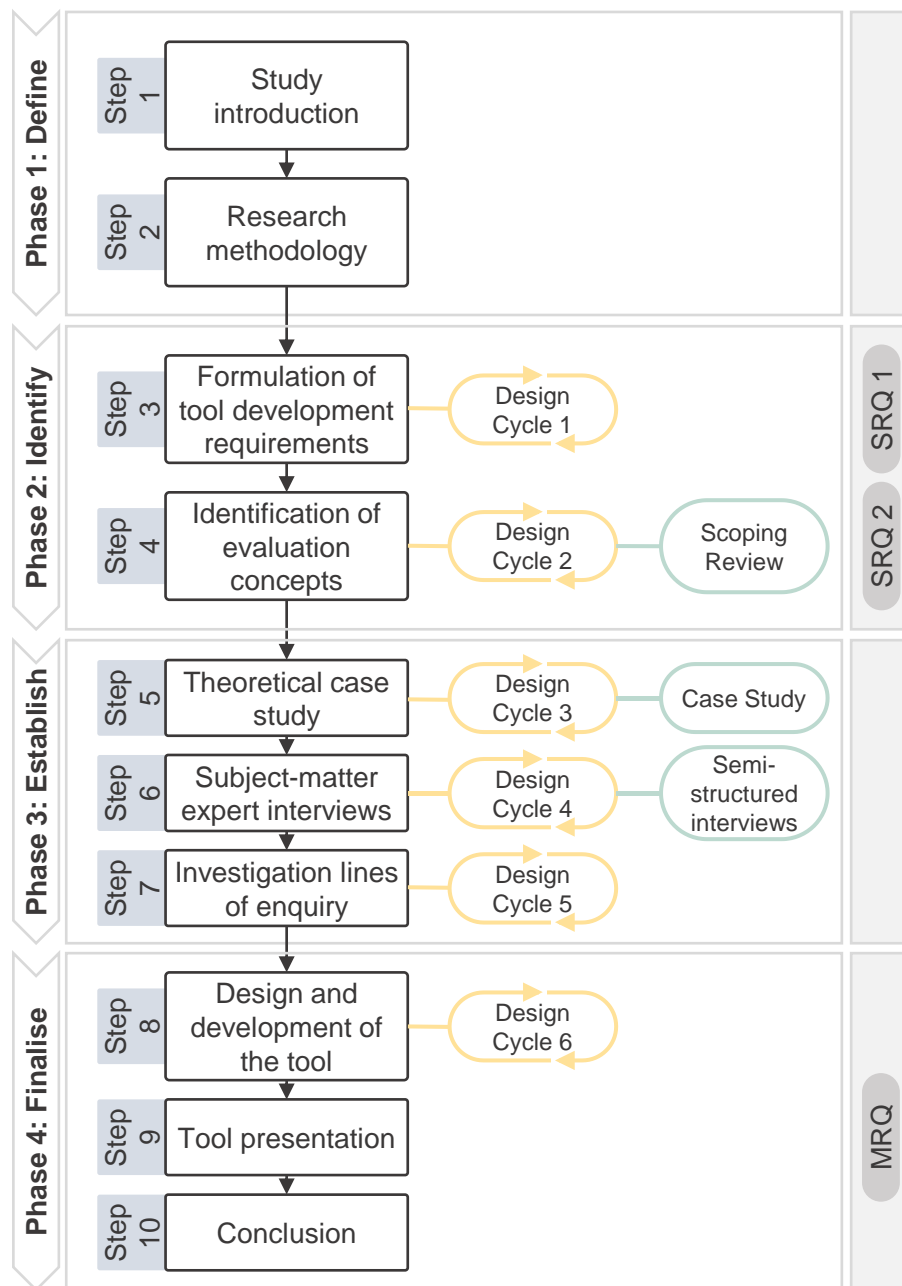 Phase 1: Define
Step
1
Study
introduction
Step
2
Research
methodology
Phase 2: Identify
Step
3
Formulation of
tool development
requirements
Design
Cycle 1
SRQ 1
Step
4
Identification of
evaluation
concepts
Design
Cycle 2
Scoping
Review
SRQ 2
Phase 3: Establish
Step
5
Theoretical case
study
Design
Cycle 3
Case Study
Step
6
Subject-matter
expert interviews
Design
Cycle 4
Semi-
structured
interviews
Step
7
Investigation lines
of enquiry
Design
Cycle 5
Phase 4: Finalise
Step
8
Design and
development of
the tool
Design
Cycle 6
Step
9
Tool presentation
MRQ
Step
10
Conclusion